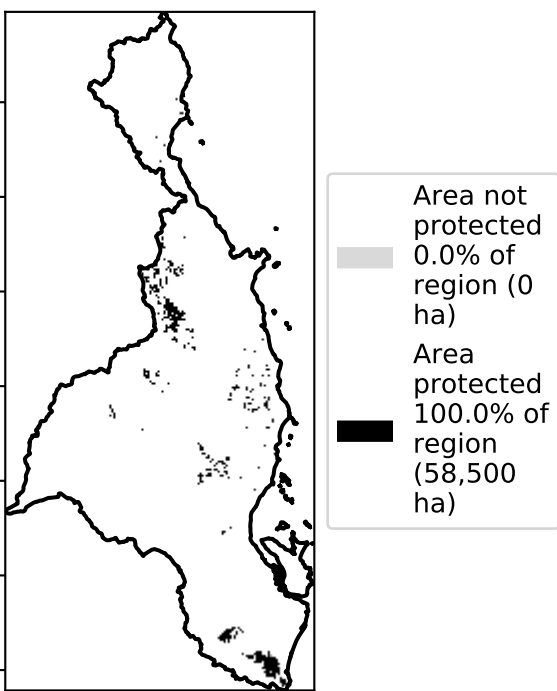 Area not
protected
0.0% of
region (0
ha)
Area
protected
100.0% of
region
(58,500
ha)